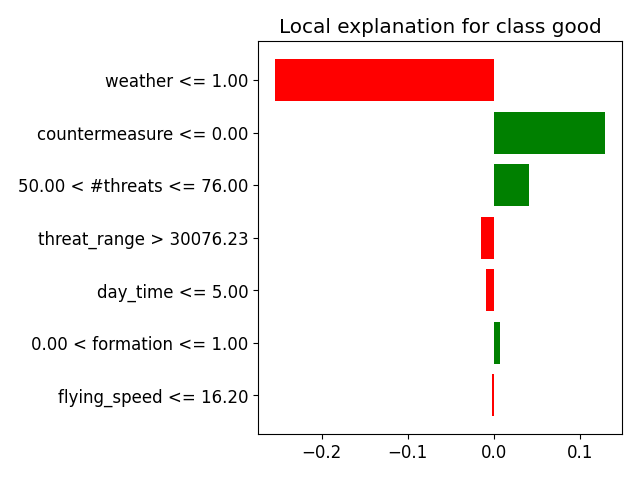 Local explanation for class good
weather <= 1.00
countermeasure <= 0.00
50.00 < #threats <= 76.00
threat_range > 30076.23
day_time <= 5.00
0.00 < formation <= 1.00
flying_speed <= 16.20
−0.2 −0.1 0.0 0.1